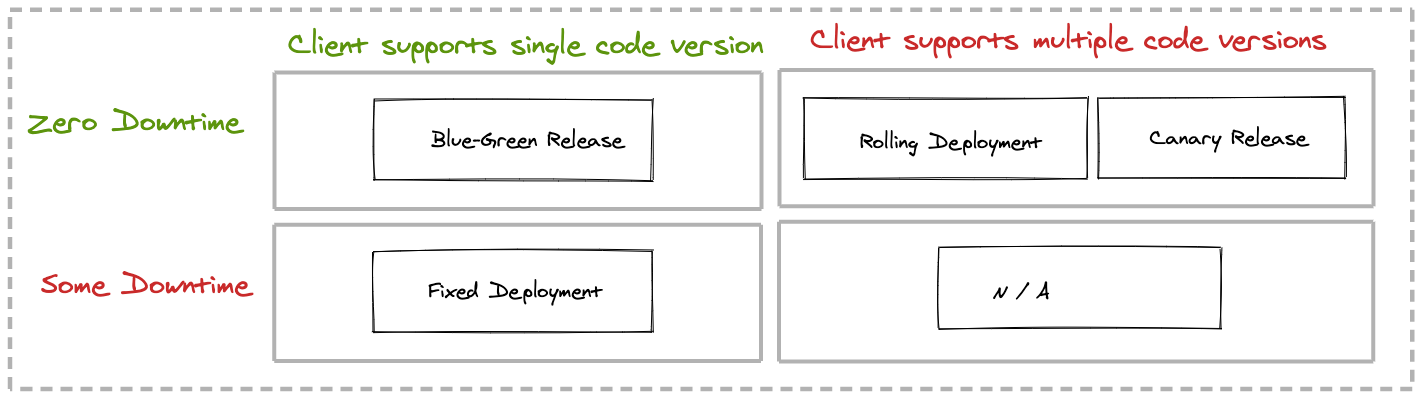 Client supports single code version
Client supports multiple code versions
Zero Downtime
Blue-Green Release
Rolling Deployment
Canary Release
Some Downtime
Fixed Deployment
N / A